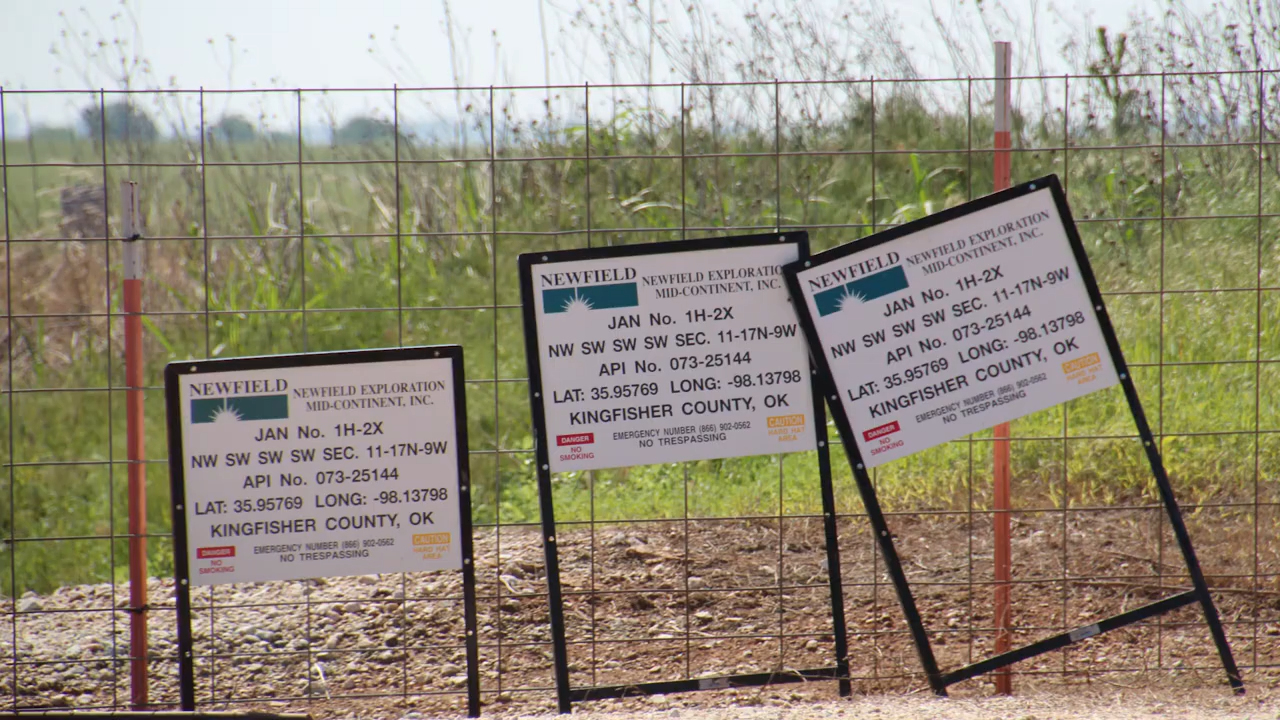 NEWFIELD
NEWFIELD EXPLORATION
MID-CONTINENT, INC.
JAN No. 1H-2X
NW SW SW SW SEC. 11-17N-9W
API No. 073-25144
LAT: 35.95769 LONG: -98.13798
KINGFISHER COUNTY, OK
DANGER
NO
SMOKING
EMERGENCY NUMBER (866) 902-0562
NO TRESPASSING
CAUTION
HARD HAT
AREA
NEWFIELD
NEWFIELD EXPLORATIO
MID-CONTINENT, INC.
JAN No. 1H-2X
NW SW SW SW SEC. 11-17N-9W
API No. 073-25144
LAT: 35.95769 LONG: -98.13798
KINGFISHER COUNTY, OK
DANGER
NO
SMOKING
EMERGENCY NUMBER (866) 902-0562
NO TRESPASSING
CAUTION
HARD HAT
AREA
NEWFIELD
NEWFIELD EXPLORATION
MID-CONTINENT, INC.
JAN No. 1H-2X
NW SW SW SW SEC. 11-17N-9W
API No. 073-25144
LAT: 35.95769 LONG: -98.13798
KINGFISHER COUNTY, OK
DANGER
NO
SMOKING
EMERGENCY NUMBER (866) 902-0562
NO TRESPASSING
CAUTION
HARD HAT
AREA